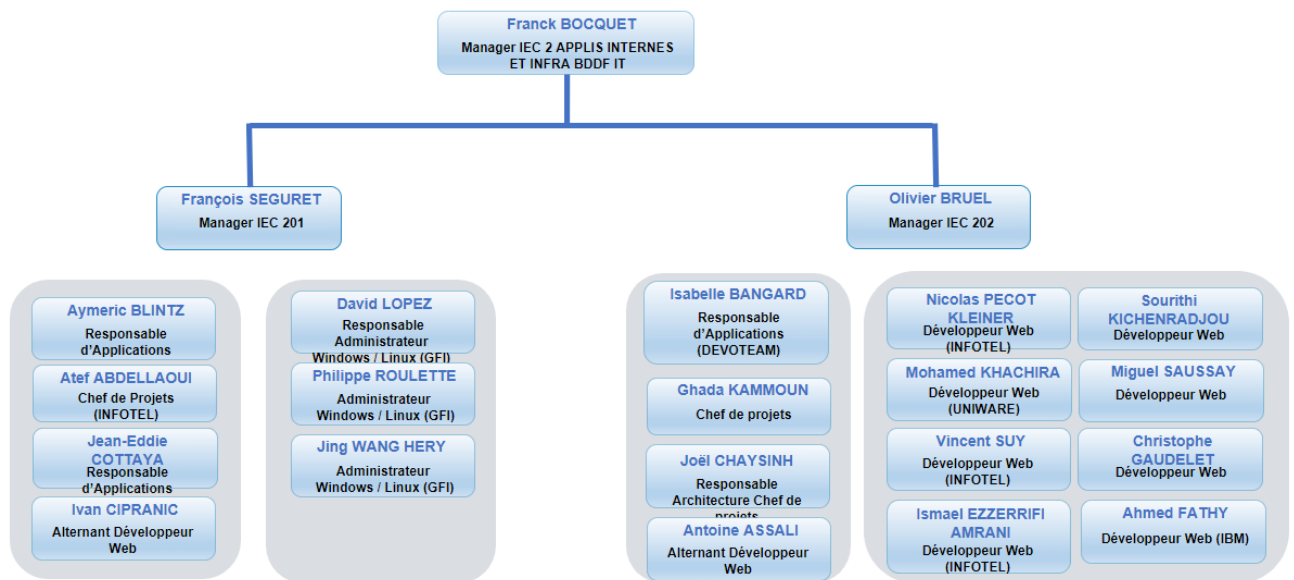 Franck BOCQUET
Manager IEC 2 APPLIS INTERNES
ET INFRA BDDF IT
François SEGURET
Manager IEC 201
Olivier BRUEL
Manager IEC 202
Aymeric BLINTZ
Responsable
d'Applications
Atef ABDELLAOUI
Chef de Projets
(INFOTEL)
Jean-Eddie
COTTAYA
Responsable
d'Applications
Ivan CIPRANIC
Alternant Développeur
Web
David LOPEZ
Responsable
Administrateur
Windows / Linux (GFI)
Philippe ROULETTE
Administrateur
Windows / Linux (GFI)
Jing WANG HERY
Administrateur
Windows / Linux (GFI)
Isabelle BANGARD
Responsable
d'Applications
(DEVOTEAM)
Ghada KAMMOUN
Chef de projets
Joël CHAYSINH
Responsable
Architecture Chef de
projets
Antoine ASSALI
Alternant Développeur
Web
Nicolas PECOT
KLEINER
Développeur Web
(INFOTEL)
Mohamed KHACHIRA
Développeur Web
(UNIWARE)
Vincent SUY
Développeur Web
(INFOTEL)
Ismael EZZERRIFI
AMRANI
Développeur Web
(INFOTEL)
Sourithi
KICHENRADJOU
Développeur Web
Miguel SAUSSAY
Développeur Web
Christophe
GAUDELET
Développeur Web
Ahmed FATHY
Développeur Web (IBM)